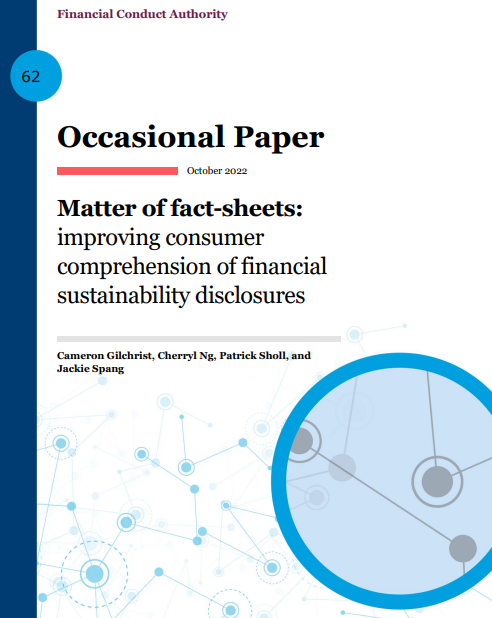 Financial Conduct Authority
62
Occasional Paper
October 2022
Matter of fact-sheets:
improving consumer
comprehension of financial
sustainability disclosures
Cameron Gilchrist, Cherryl Ng, Patrick Sholl, and
Jackie Spang